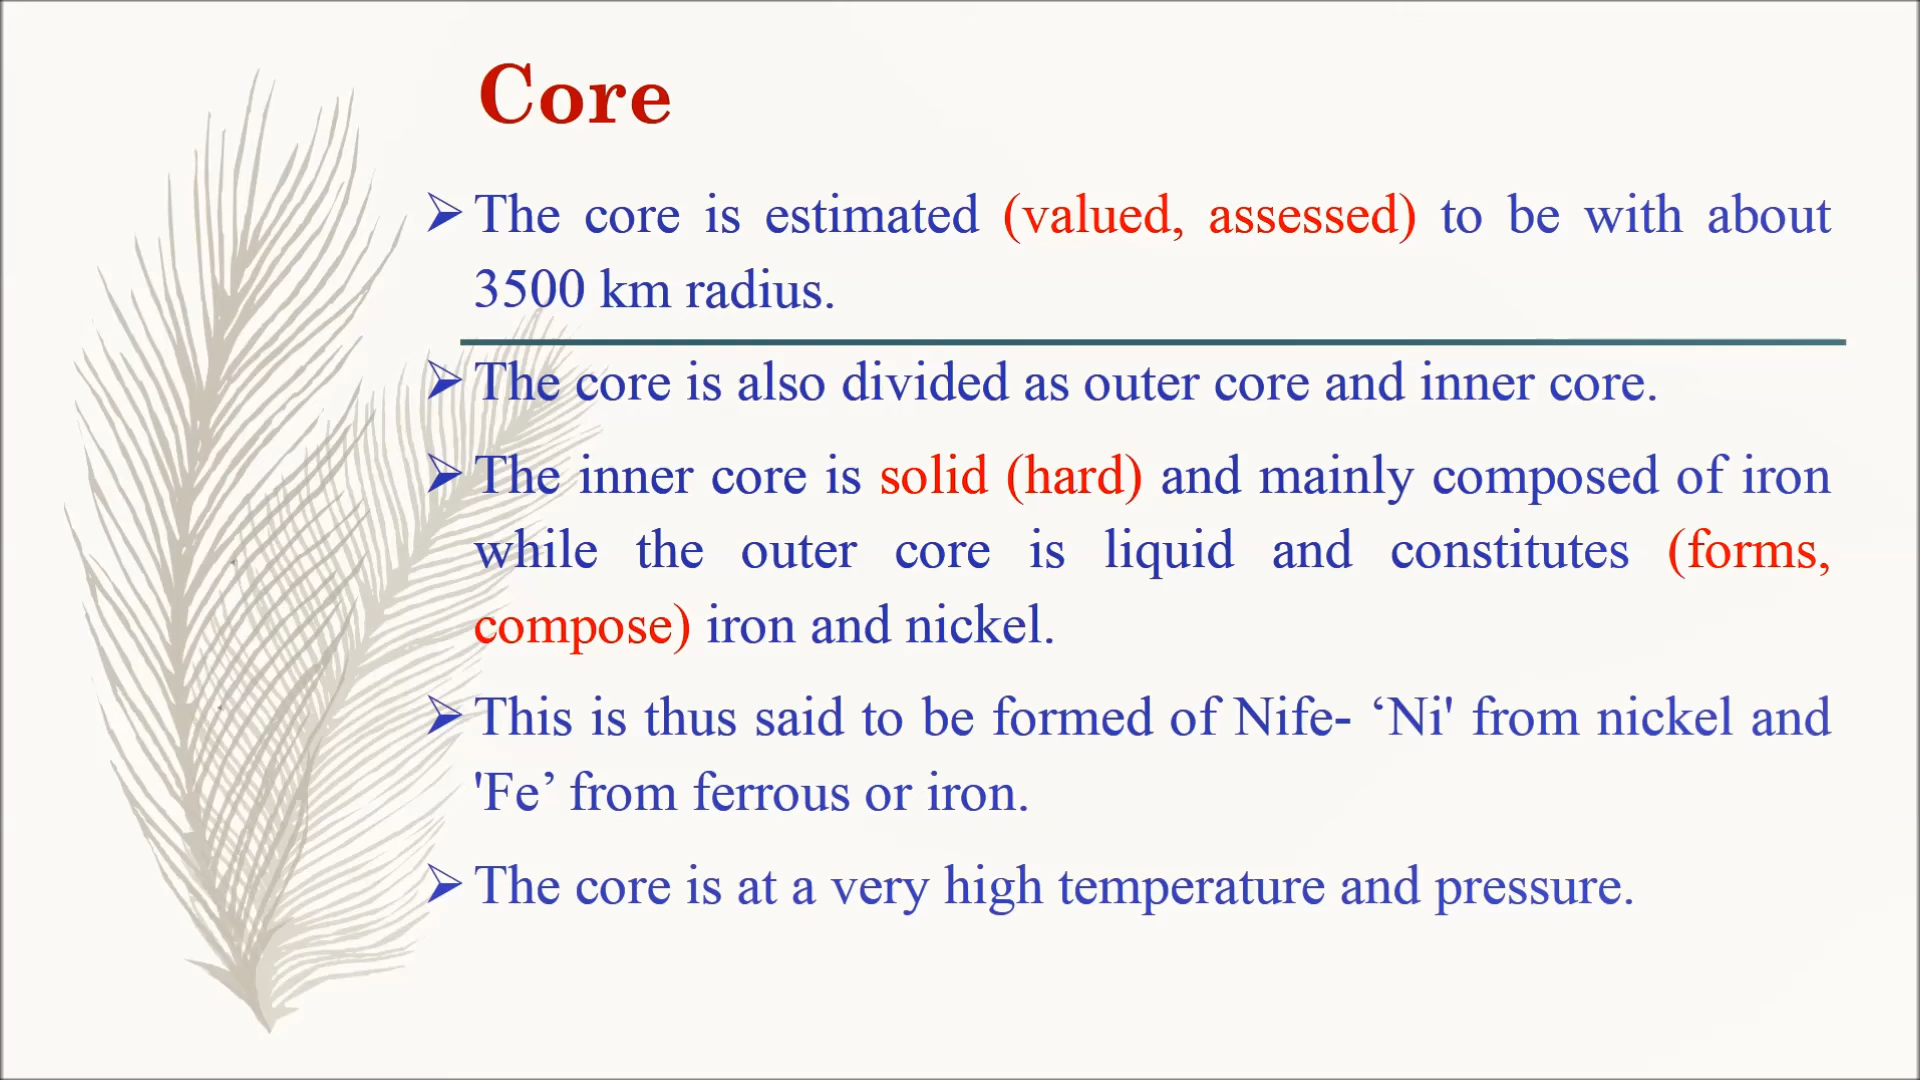 Core
The core is estimated (valued, assessed) to be with about
3500 km radius.
The core is also divided as outer core and inner core.
The inner core is solid (hard) and mainly composed of iron
while the outer core is liquid and constitutes (forms,
compose) iron and nickel.
This is thus said to be formed of Nife- ‘Ni' from nickel and
'Fe’ from ferrous or iron.
The core is at a very high temperature and pressure.